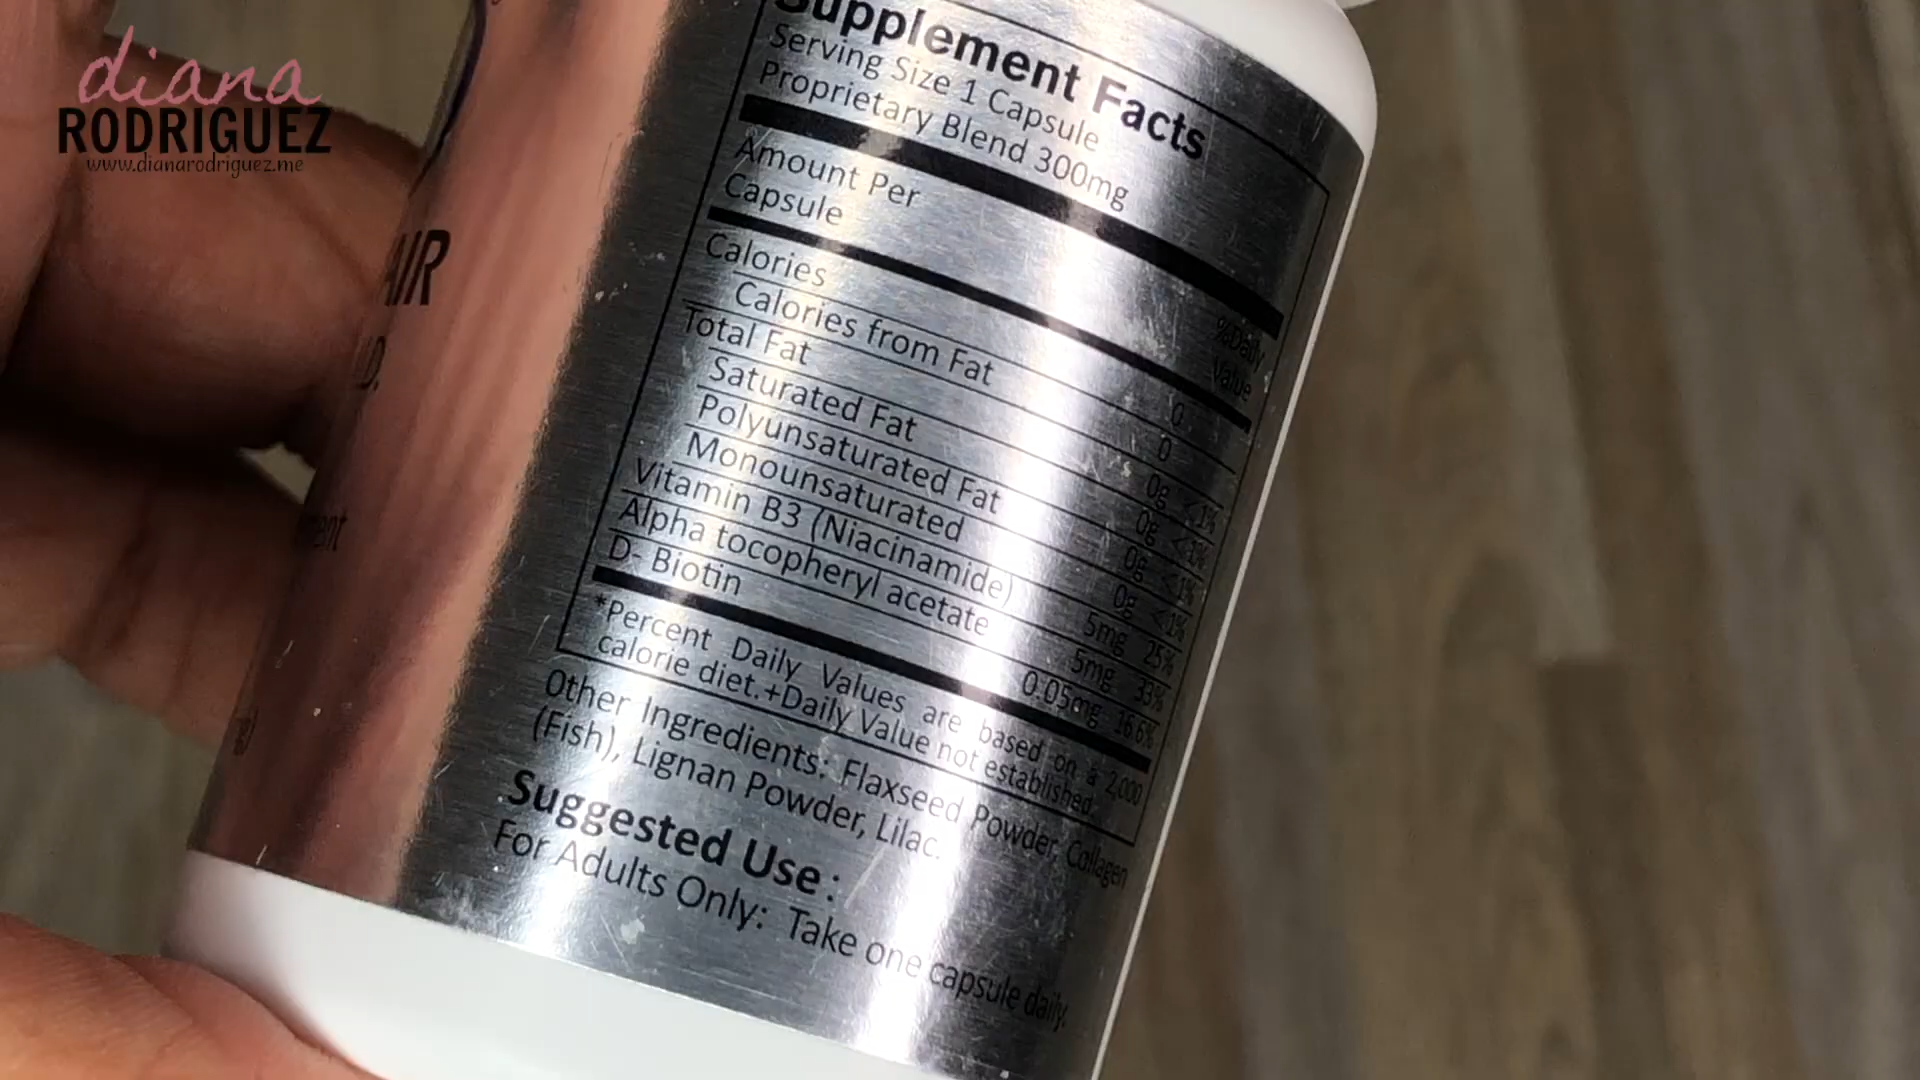 diana
RODRIGUEZ
www.dianarodriguez.me
Supplement Facts
Serving Size 1 Capsule
Proprietary Blend 300mg
Amount Per
Capsule
%Daily
Value
Calories 0
Calories from Fat 0
Total Fat 0g <1%
Saturated Fat 0g <1%
Polyunsaturated Fat 0g <1%
Monounsaturated 0g <1%
Vitamin B3 (Niacinamide) 5mg 25%
Alpha tocopheryl acetate 5mg 33%
D- Biotin 0.05mg 16.6%
*Percent Daily Values are based on a 2,000
calorie diet.+Daily Value not established
Other Ingredients: Flaxseed Powder, Collagen
(Fish), Lignan Powder, Lilac.
Suggested Use :
For Adults Only: Take one capsule daily.